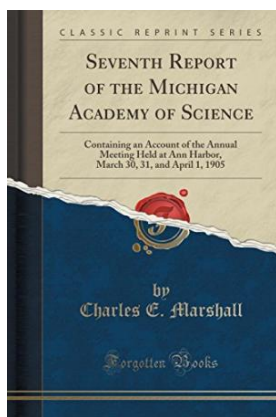 CLASSIC REPRINT SERIES
SEVENTH REPORT
OF THE MICHIGAN
ACADEMY OF SCIENCE
Containing an Account of the Annual
Meeting Held at Ann Harbor,
March 30, 31, and April 1, 1905
by
Charles E. Marshall
Forgotten Books